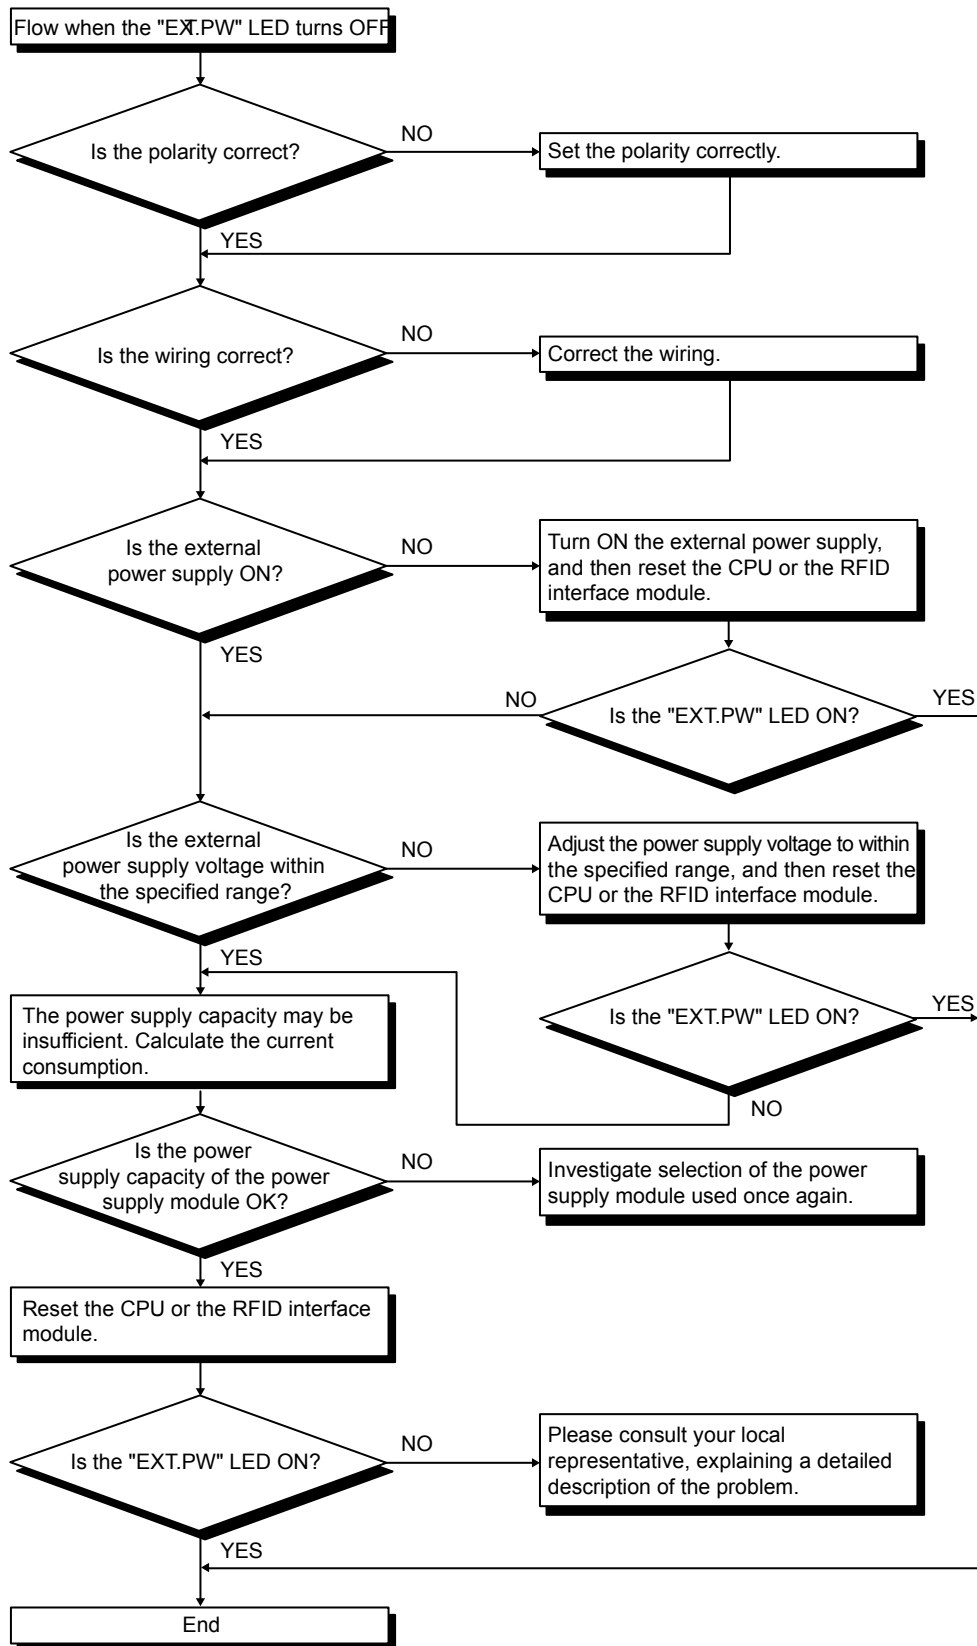 Flow when the "EXT.PW" LED turns OFF
Is the polarity correct?
NO
Set the polarity correctly.
YES
Is the wiring correct?
NO
Correct the wiring.
YES
Is the external
power supply ON?
NO
Turn ON the external power supply,
and then reset the CPU or the RFID
interface module.
YES
NO
Is the "EXT.PW" LED ON?
YES
Is the external
power supply voltage within
the specified range?
NO
Adjust the power supply voltage to within
the specified range, and then reset the
CPU or the RFID interface module.
YES
The power supply capacity may be
insufficient. Calculate the current
consumption.
Is the "EXT.PW" LED ON?
YES
NO
Is the power
supply capacity of the power
supply module OK?
NO
Investigate selection of the power
supply module used once again.
YES
Reset the CPU or the RFID interface
module.
Is the "EXT.PW" LED ON?
NO
Please consult your local
representative, explaining a detailed
description of the problem.
YES
End